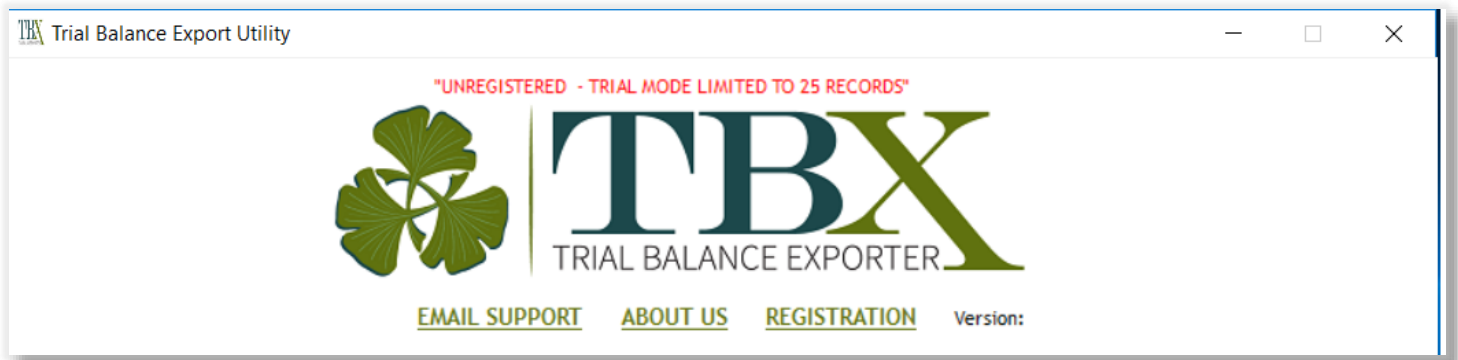 Trial Balance Export Utility
"UNREGISTERED - TRIAL MODE LIMITED TO 25 RECORDS"
TBX
TRIAL BALANCE EXPORTER
EMAIL SUPPORT ABOUT US REGISTRATION Version: